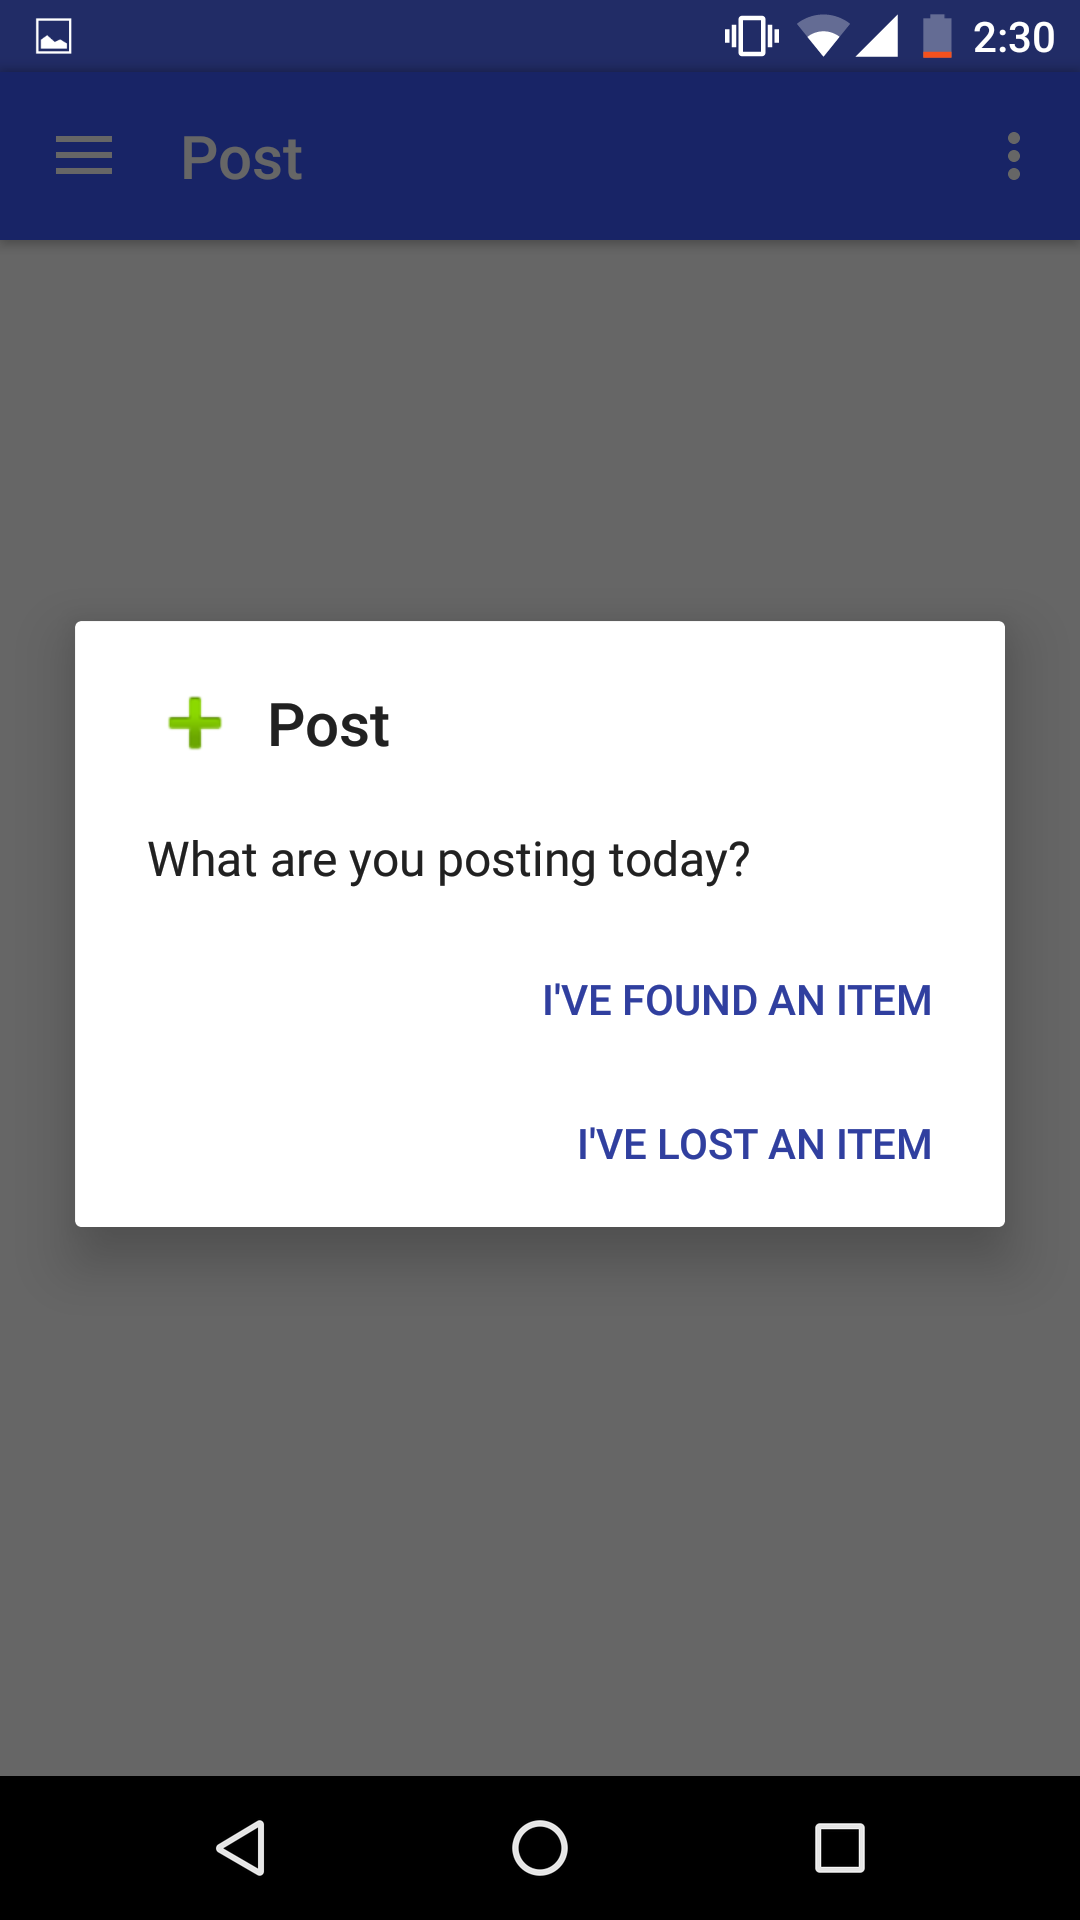 2:30
Post
Post
What are you posting today?
I'VE FOUND AN ITEM
I'VE LOST AN ITEM